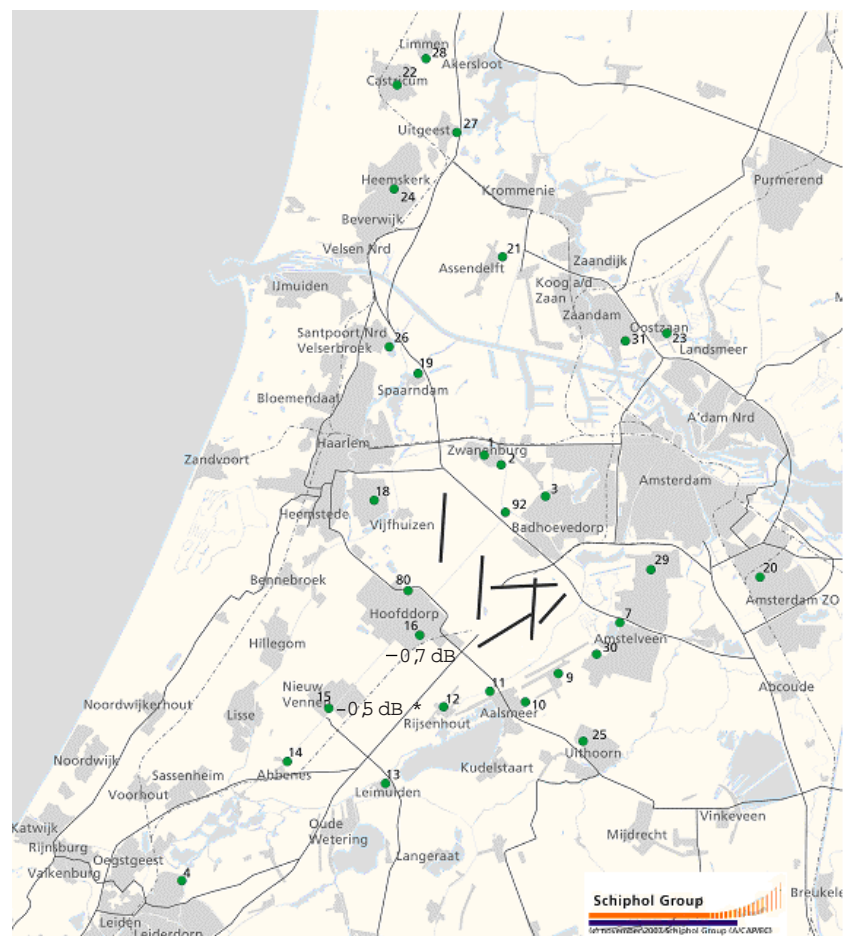 Limmen
28
Akersloot
22
Castricum
27
Uitgeest
Heemskerk
24
Krommenie
Purmerend
Beverwijk
Velsen Nrd
21
Assendelft
Zaandijk
IJmuiden
Koog a/d
Zaan
Zaandam
Oostzaan
31
23
Landsmeer
Santpoort/Nrd
Velserbroek
26
19
Spaarndam
Bloemendaal
A'dam Nrd
Haarlem
1
Zwanenburg
2
Zandvoort
Amsterdam
3
18
92
Heemstede
Vijfhuizen
Badhoevedorp
29
20
Bennebroek
80
Amsterdam ZO
Hoofddorp
16
7
Amstelveen
Hillegom
30
−0,7 dB
9
Nieuw
11
Abcoude
15
Noordwijkerhout
Lisse
−0,5 dB *
12
10
Aalsmeer
Rijsenhout
25
Uithoorn
14
Noordwijk
Sassenheim
Abbenes
13
Kudelstaart
Voorhout
Leimuiden
Vinkeveen
Katwijk
Oude
Wetering
Mijdrecht
Rijnsburg
Oegstgeest
Langeraat
Valkenburg
4
Schiphol Group
Breukele
Leiden
Leiderdorp